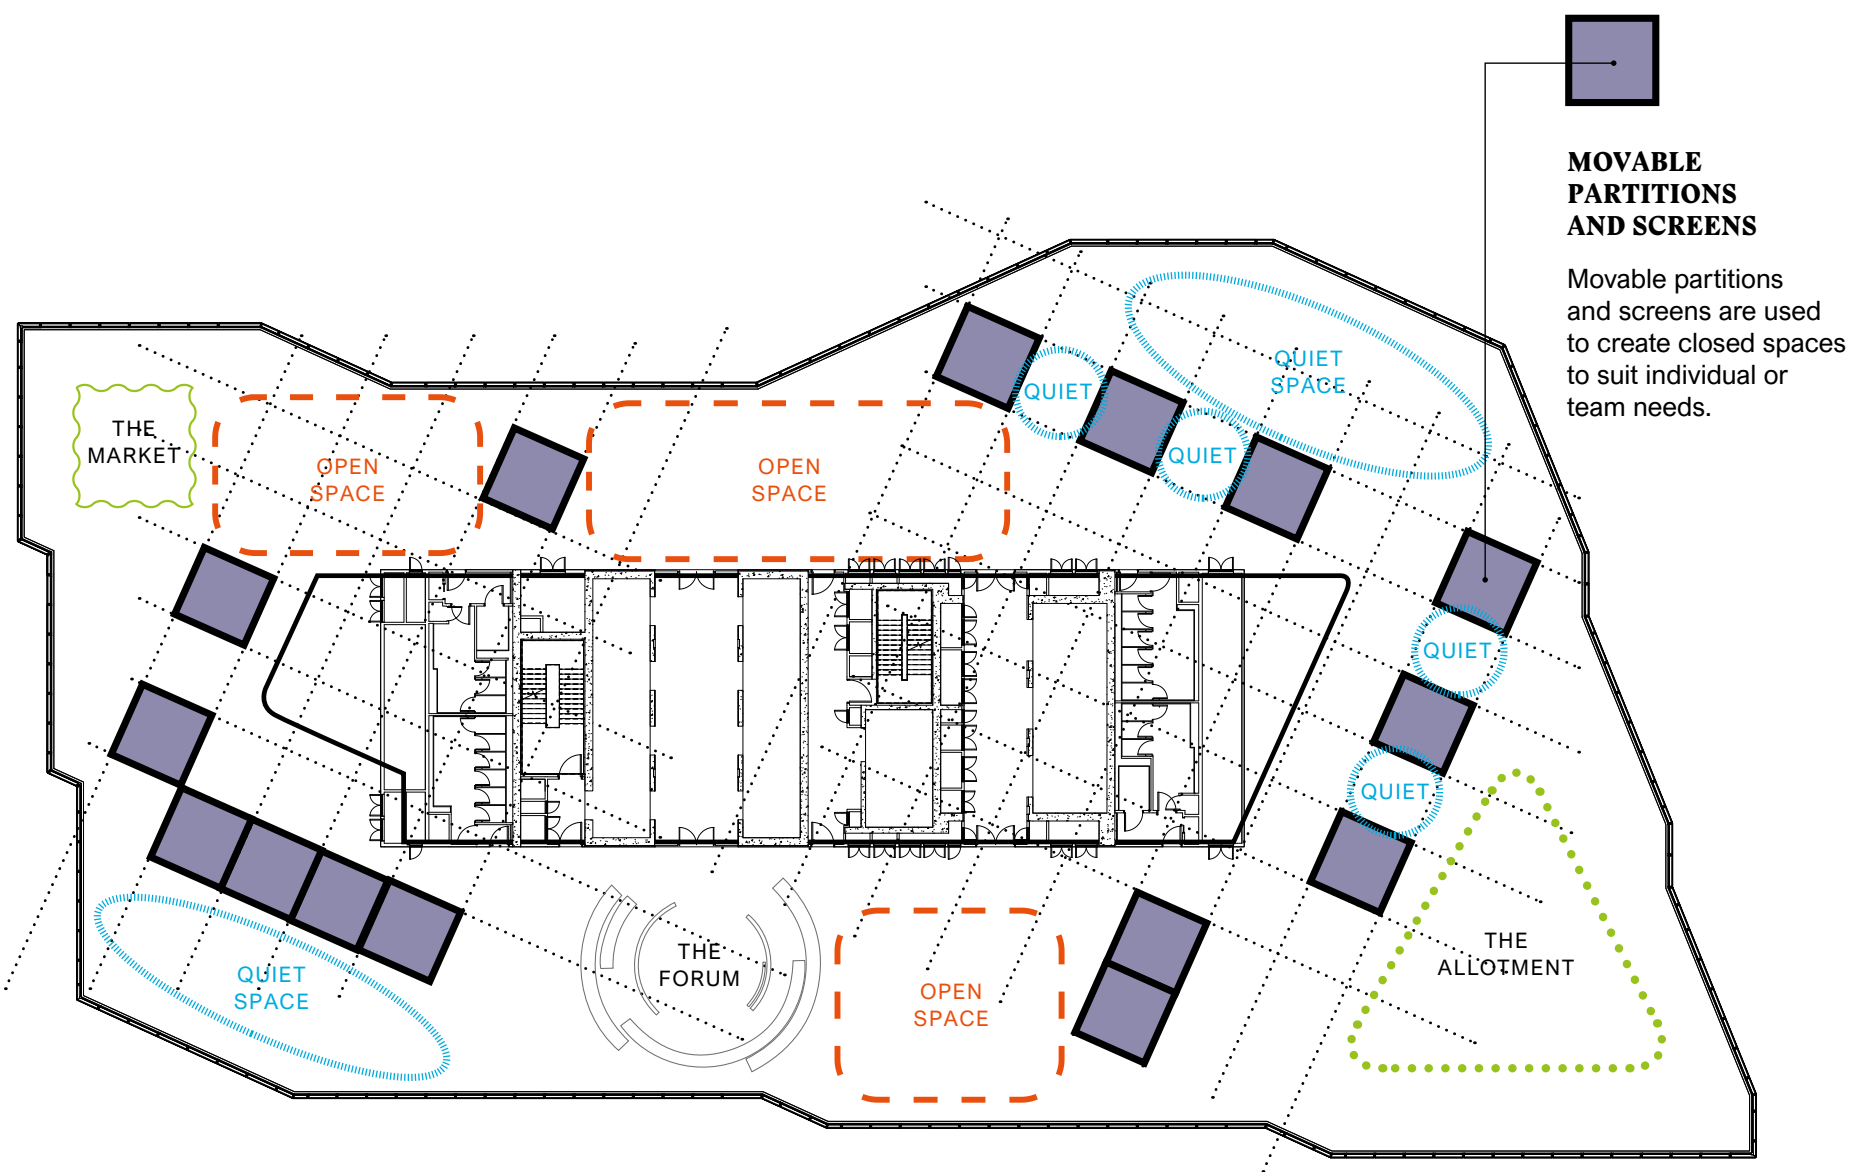 MOVABLE
PARTITIONS
AND SCREENS
Movable partitions
and screens are used
to create closed spaces
to suit individual or
team needs.
QUIET
SPACE
QUIET
QUIET
THE
MARKET
OPEN
SPACE
OPEN
SPACE
QUIET
QUIET
THE
ALLOTMENT
THE
FORUM
QUIET
SPACE
OPEN
SPACE